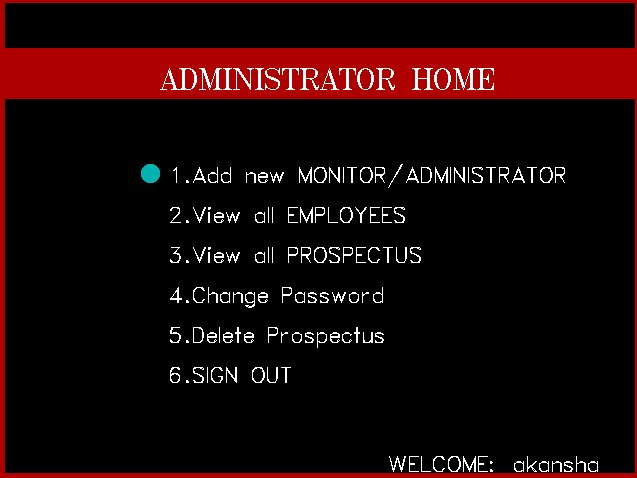 ADMINISTRATOR HOME
1.Add new MONITOR/ADMINISTRATOR
2.View all EMPLOYEES
3.View all PROSPECTUS
4.Change Password
5.Delete Prospectus
6.SIGN OUT
WELCOME: akansha